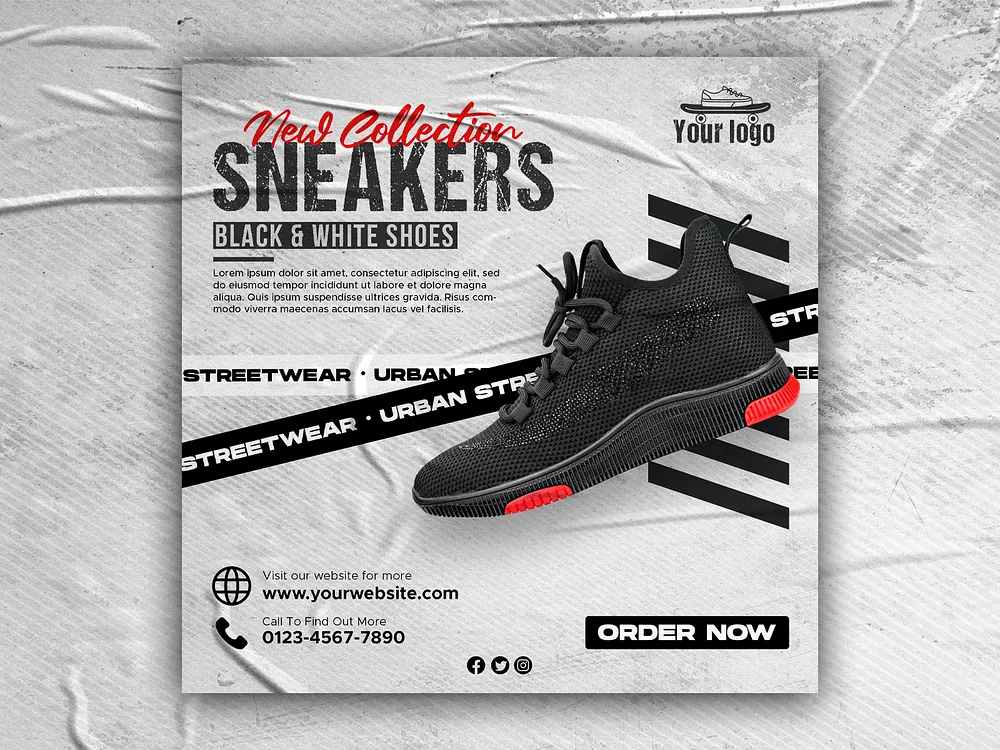 New Collection
Your logo
SNEAKERS
BLACK & WHITE SHOES
Lorem ipsum dolor sit amet, consectetur adipiscing elit, sed
do eiusmod tempor incididunt ut labore et dolore magna
aliqua. Quis ipsum suspendisse ultrices gravida. Risus com-
modo viverra maecenas accumsan lacus vel facilisis.
STR
STREETWEAR · URBAN
STREETWEAR · URBAN STRE
Visit our website for more
www.yourwebsite.com
Call To Find Out More
0123-4567-7890
ORDER NOW